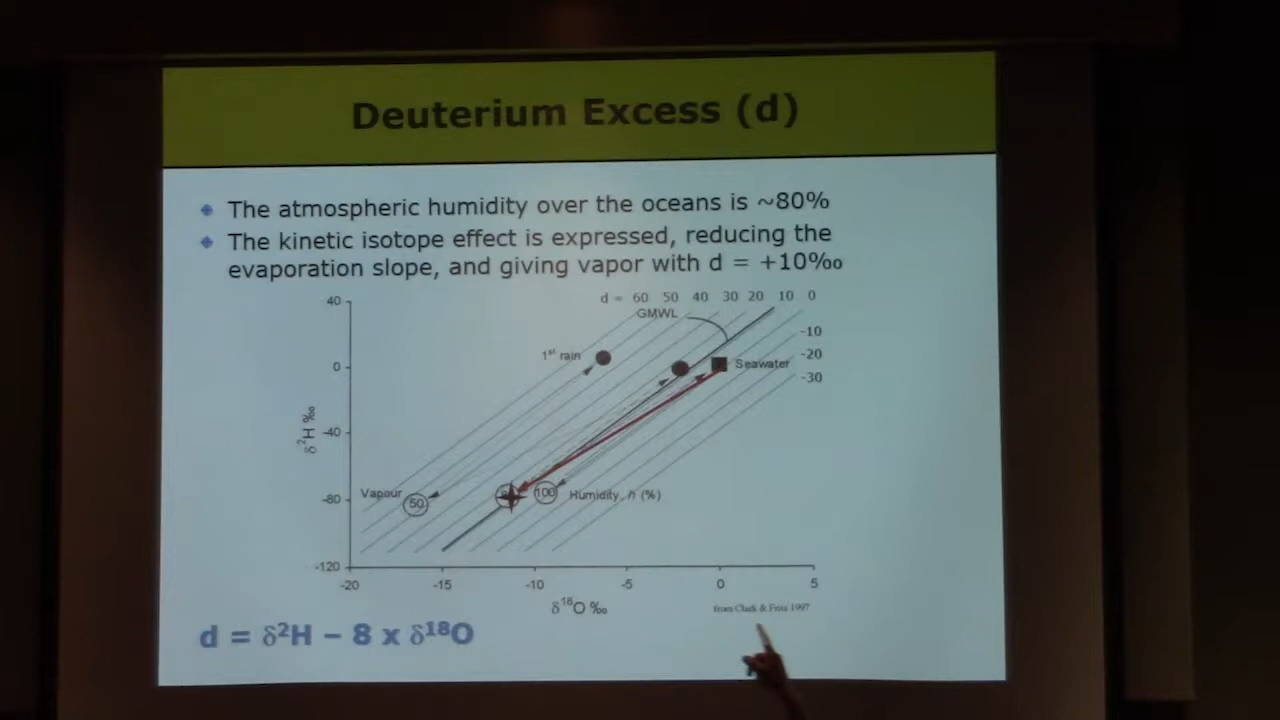 Deuterium Excess (d)
The atmospheric humidity over the oceans is ~80%
The kinetic isotope effect is expressed, reducing the
evaporation slope, and giving vapor with d = +10‰
d = 60 50 40 30 20 10 0
GMWL
-10
-20
-30
1st rain
Seawater
40
0
-40
-80
-120
δ²H ‰
Vapour
50
100
Humidity, h (%)
-20 -15 -10 -5 0 5
δ¹⁸O ‰
from Clark & Fritz 1997
d = δ²H – 8 x δ¹⁸O